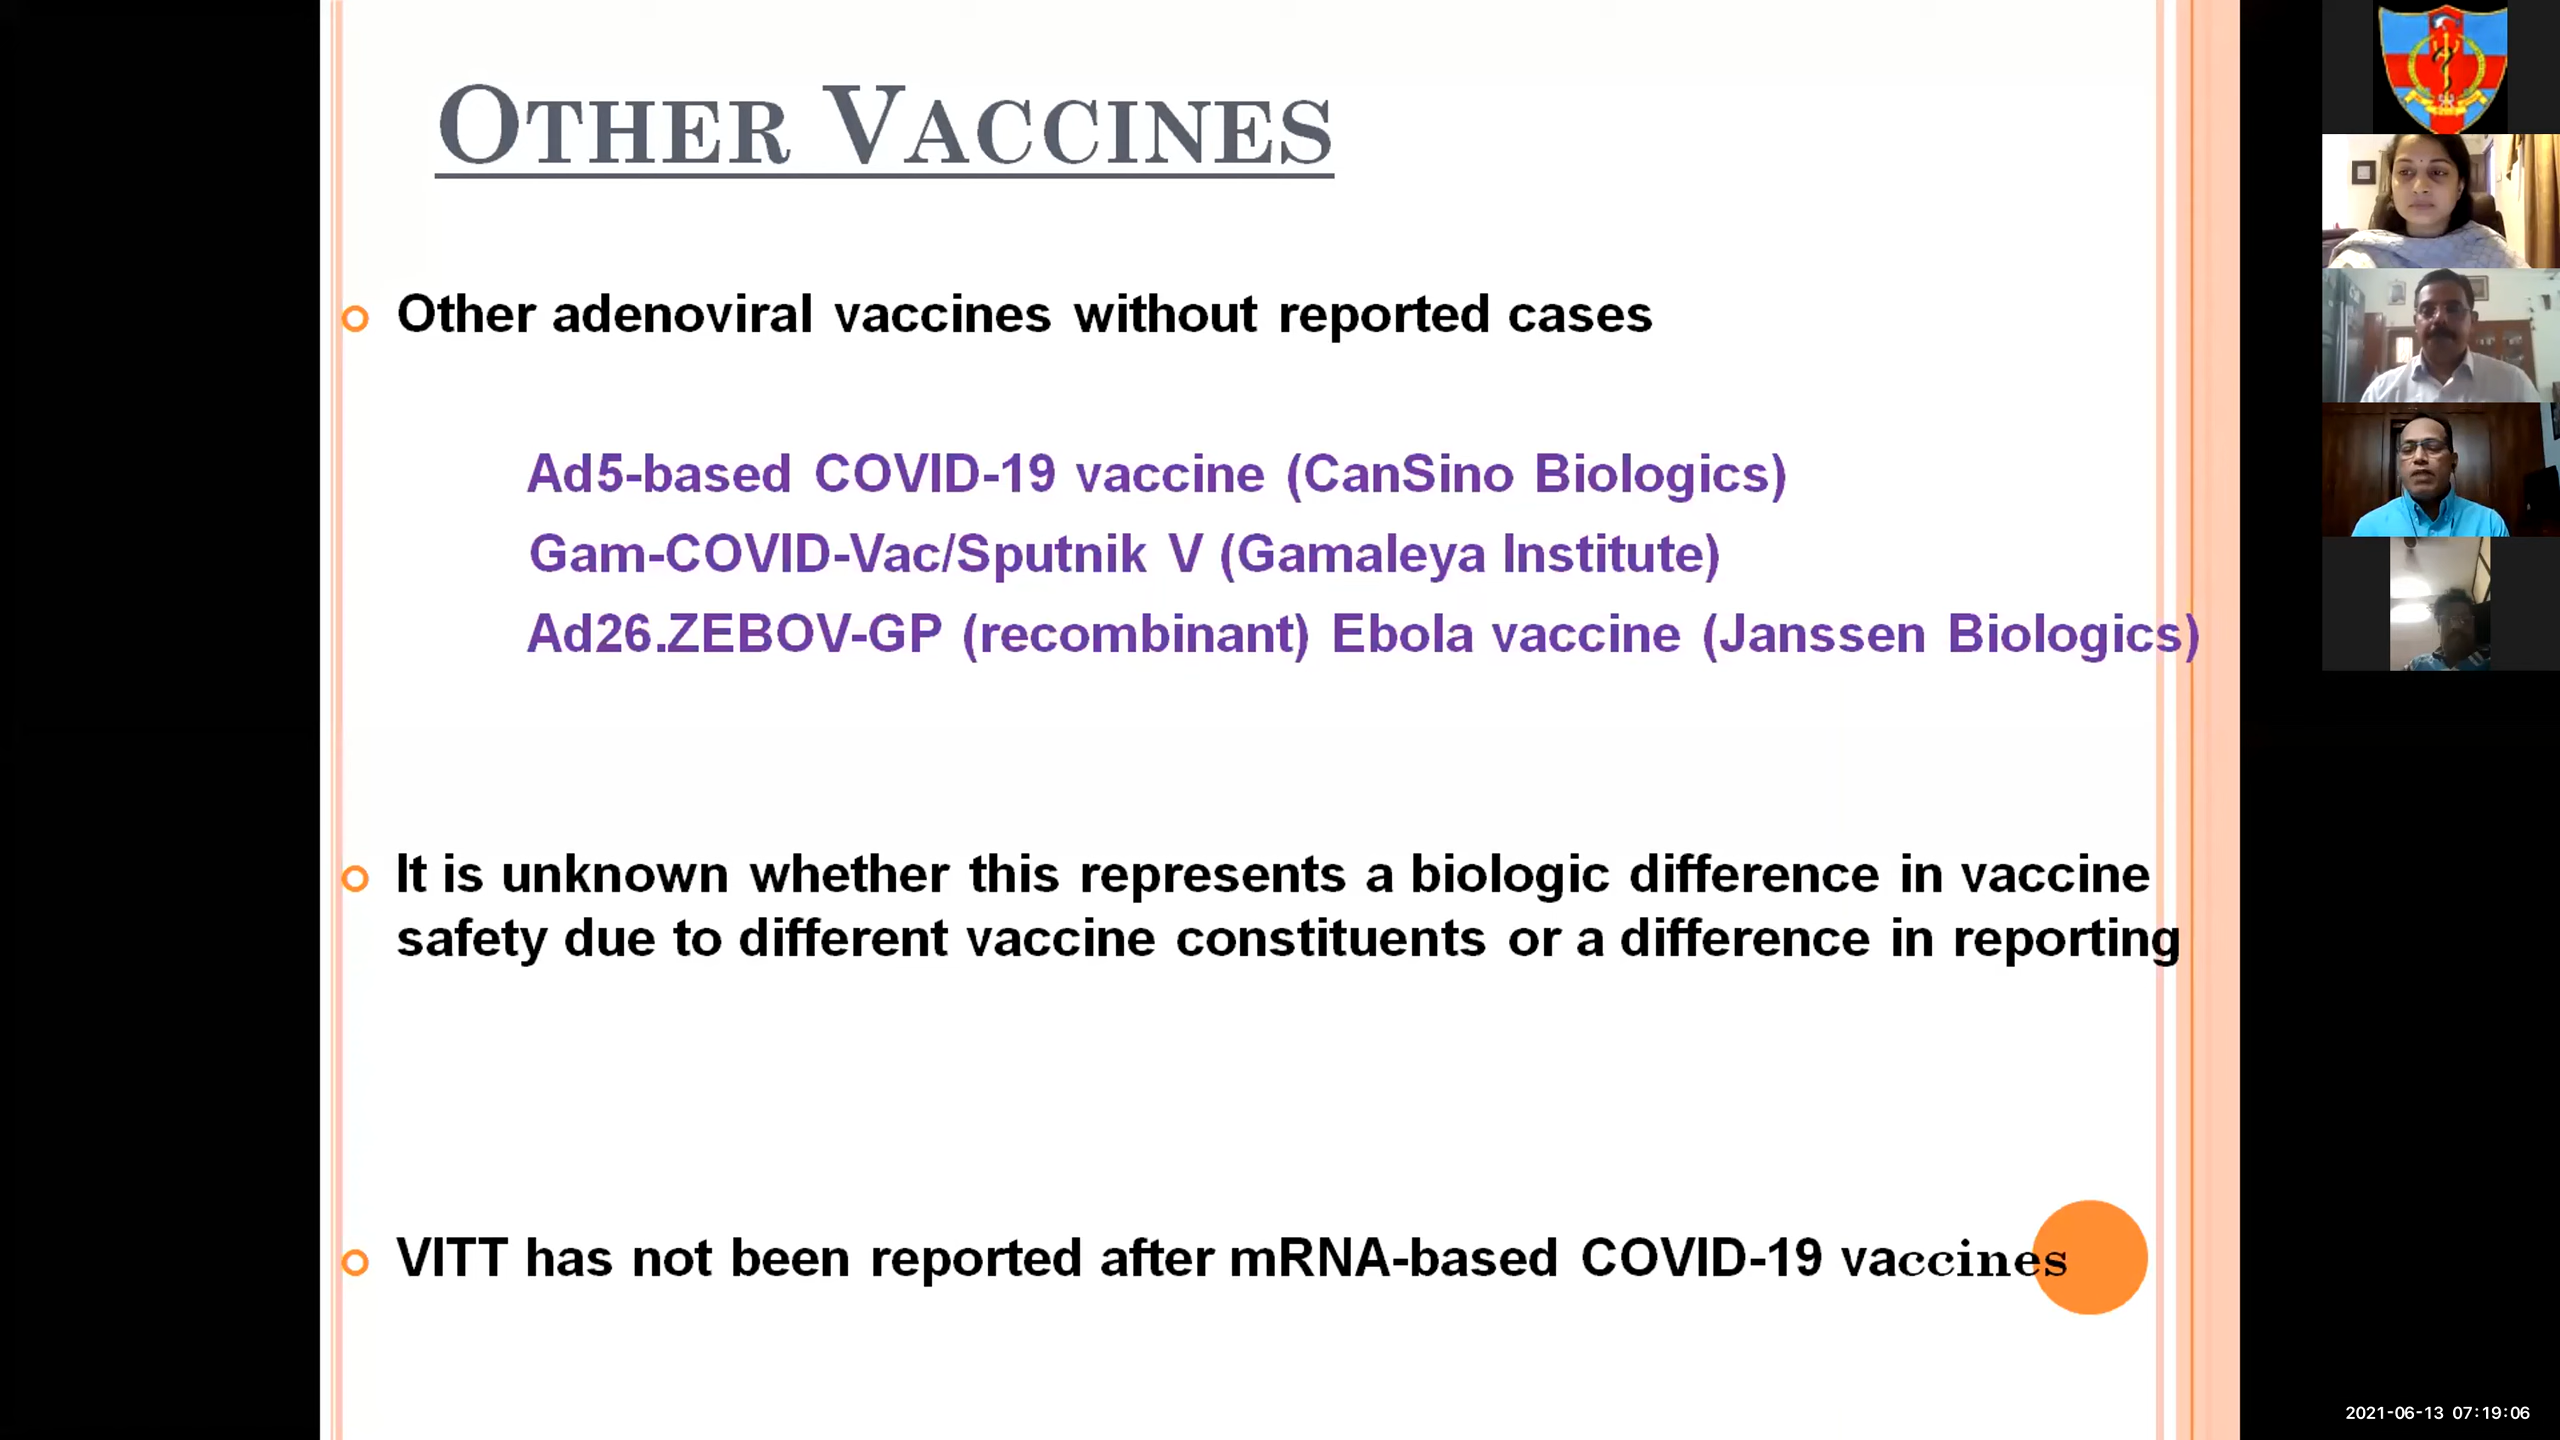 OTHER VACCINES
Other adenoviral vaccines without reported cases
Ad5-based COVID-19 vaccine (CanSino Biologics)
Gam-COVID-Vac/Sputnik V (Gamaleya Institute)
Ad26.ZEBOV-GP (recombinant) Ebola vaccine (Janssen Biologics)
It is unknown whether this represents a biologic difference in vaccine
safety due to different vaccine constituents or a difference in reporting
VITT has not been reported after mRNA-based COVID-19 vaccines
2021-06-13 07:19:06